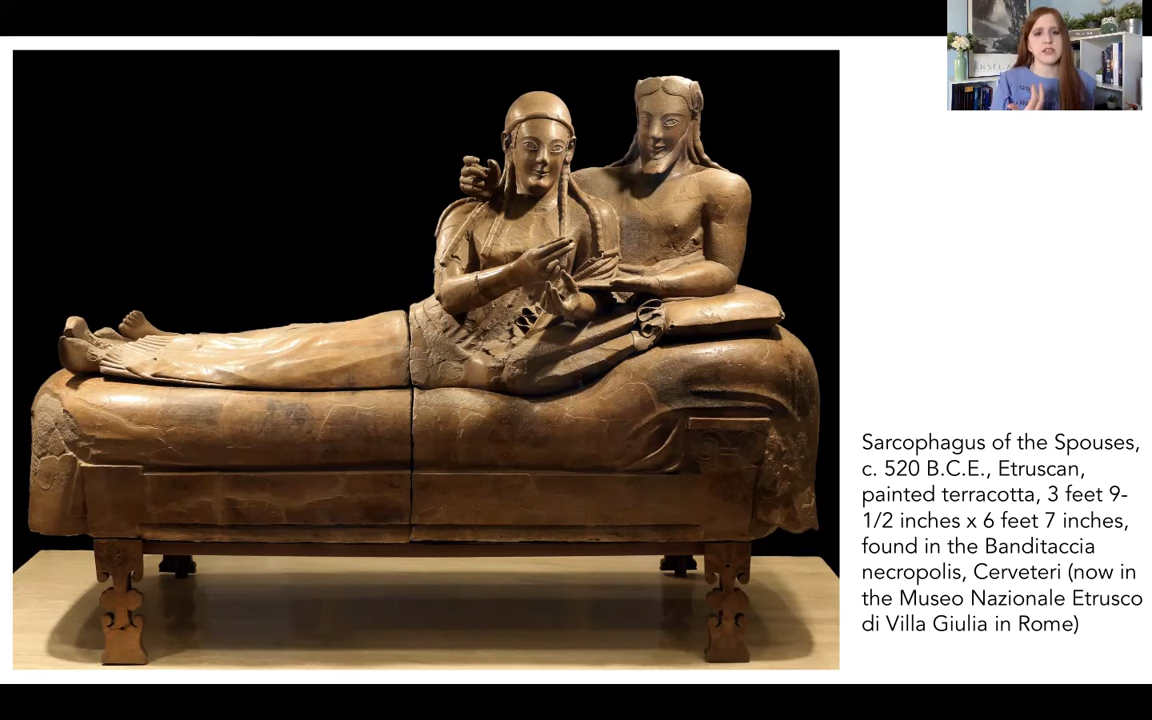 ANSEL A
Sarcophagus of the Spouses,
c. 520 B.C.E., Etruscan,
painted terracotta, 3 feet 9-
1/2 inches x 6 feet 7 inches,
found in the Banditaccia
necropolis, Cerveteri (now in
the Museo Nazionale Etrusco
di Villa Giulia in Rome)